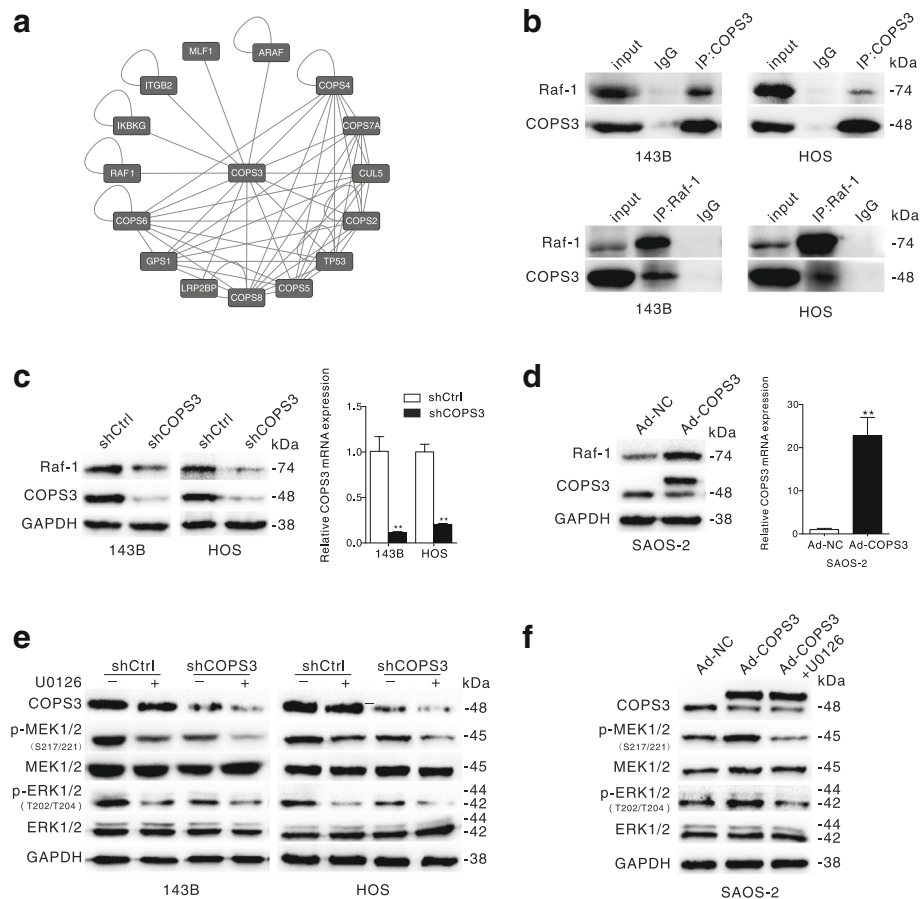 a
MLF1
ARAF
ITGB2
COPS4
IKBKG
COPS7A
RAF1
COPS3
CUL5
COPS6
COPS2
GPS1
TP53
LRP2BP
COPS8
COPS5
b
input IgG IP:COPS3 input IgG IP:COPS3 kDa
Raf-1 -74
COPS3 -48
143B HOS
input IP:Raf-1 IgG input IP:Raf-1 IgG
Raf-1 -74
COPS3 -48
143B HOS
c
shCtrl shCOPS3 shCtrl shCOPS3 kDa
Raf-1 -74
COPS3 -48
GAPDH -38
143B HOS
Relative COPS3 mRNA expression
shCtrl
shCOPS3
1.5
1.0
0.5
0.0
** **
143B HOS
d
Ad-NC Ad-COPS3 kDa
Raf-1 -74
COPS3
-48
GAPDH -38
SAOS-2
Relative COPS3 mRNA expression
30
20
10
0
**
Ad-NC Ad-COPS3
SAOS-2
e
shCtrl shCOPS3 shCtrl shCOPS3
U0126 − + − + − + − + kDa
COPS3 -48
p-MEK1/2 -45
(S217/221)
MEK1/2 -45
p-ERK1/2 -44
(T202/T204) -42
ERK1/2 -44
-42
GAPDH -38
143B HOS
f
Ad-NC Ad-COPS3 Ad-COPS3 +U0126
kDa
COPS3 -48
p-MEK1/2 -45
(S217/221)
MEK1/2 -45
p-ERK1/2 -44
(T202/T204) -42
ERK1/2 -44
-42
GAPDH -38
SAOS-2